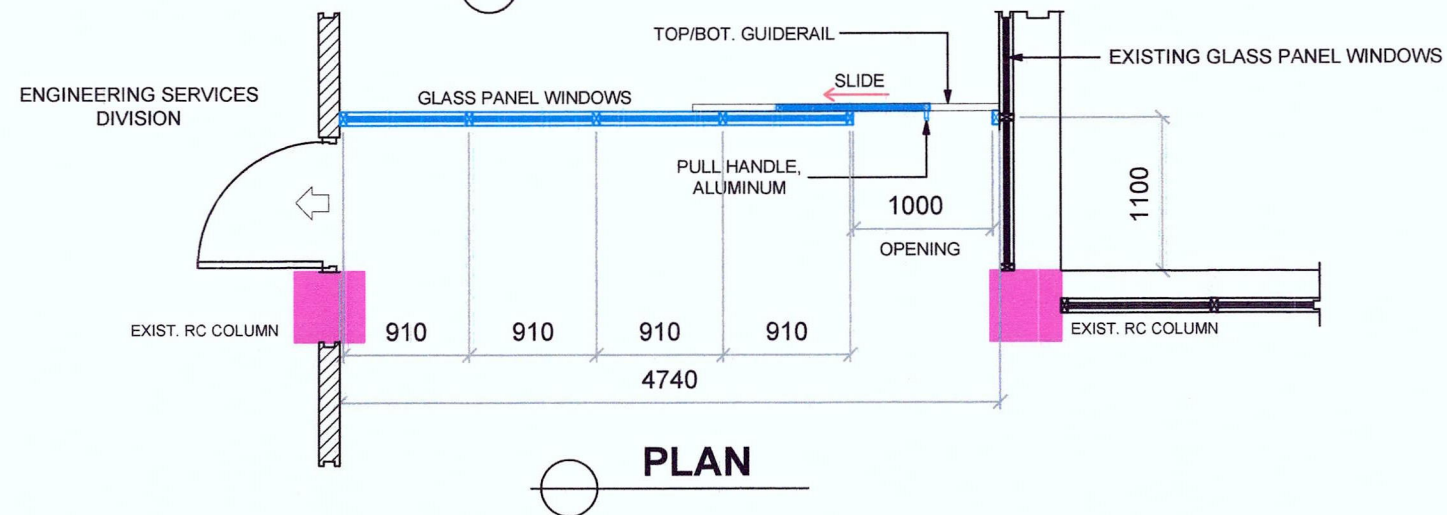 TOP/BOT. GUIDERAIL
EXISTING GLASS PANEL WINDOWS
SLIDE
ENGINEERING SERVICES
DIVISION
GLASS PANEL WINDOWS
PULL HANDLE,
ALUMINUM
1000
1100
OPENING
EXIST. RC COLUMN
910
910
910
910
EXIST. RC COLUMN
4740
PLAN